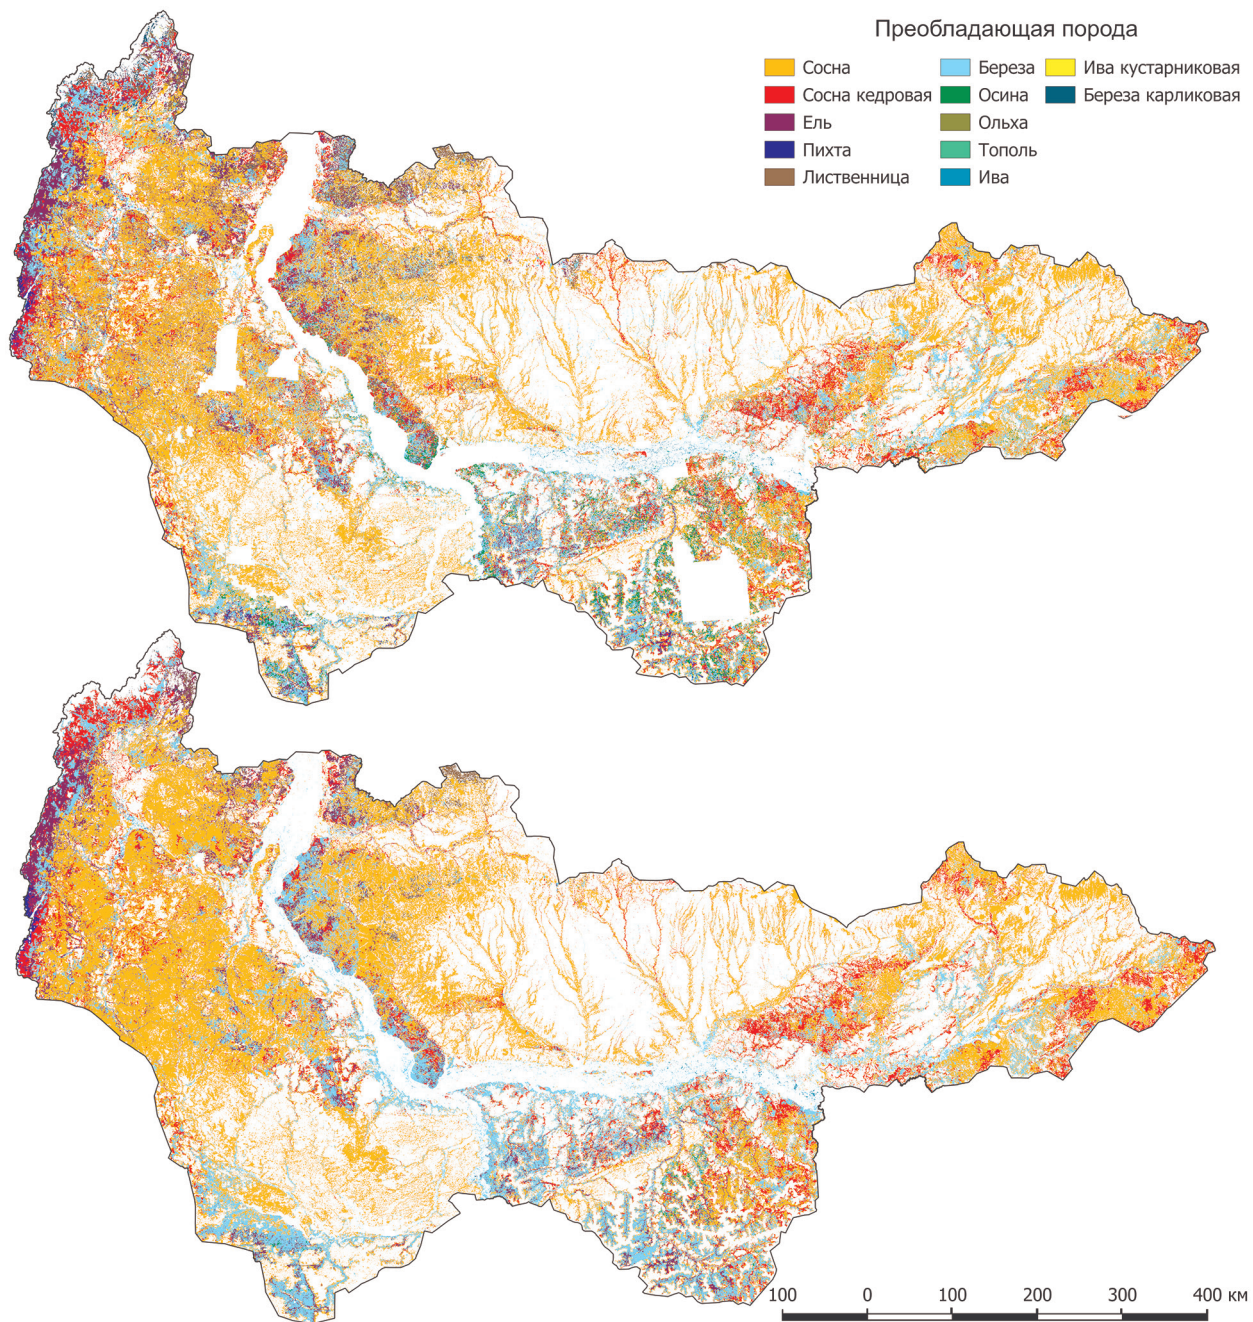 Преобладающая порода
Сосна Береза Ива кустарниковая
Сосна кедровая Осина Береза карликовая
Ель Ольха
Пихта Тополь
Лиственница Ива
100 0 100 200 300 400 км